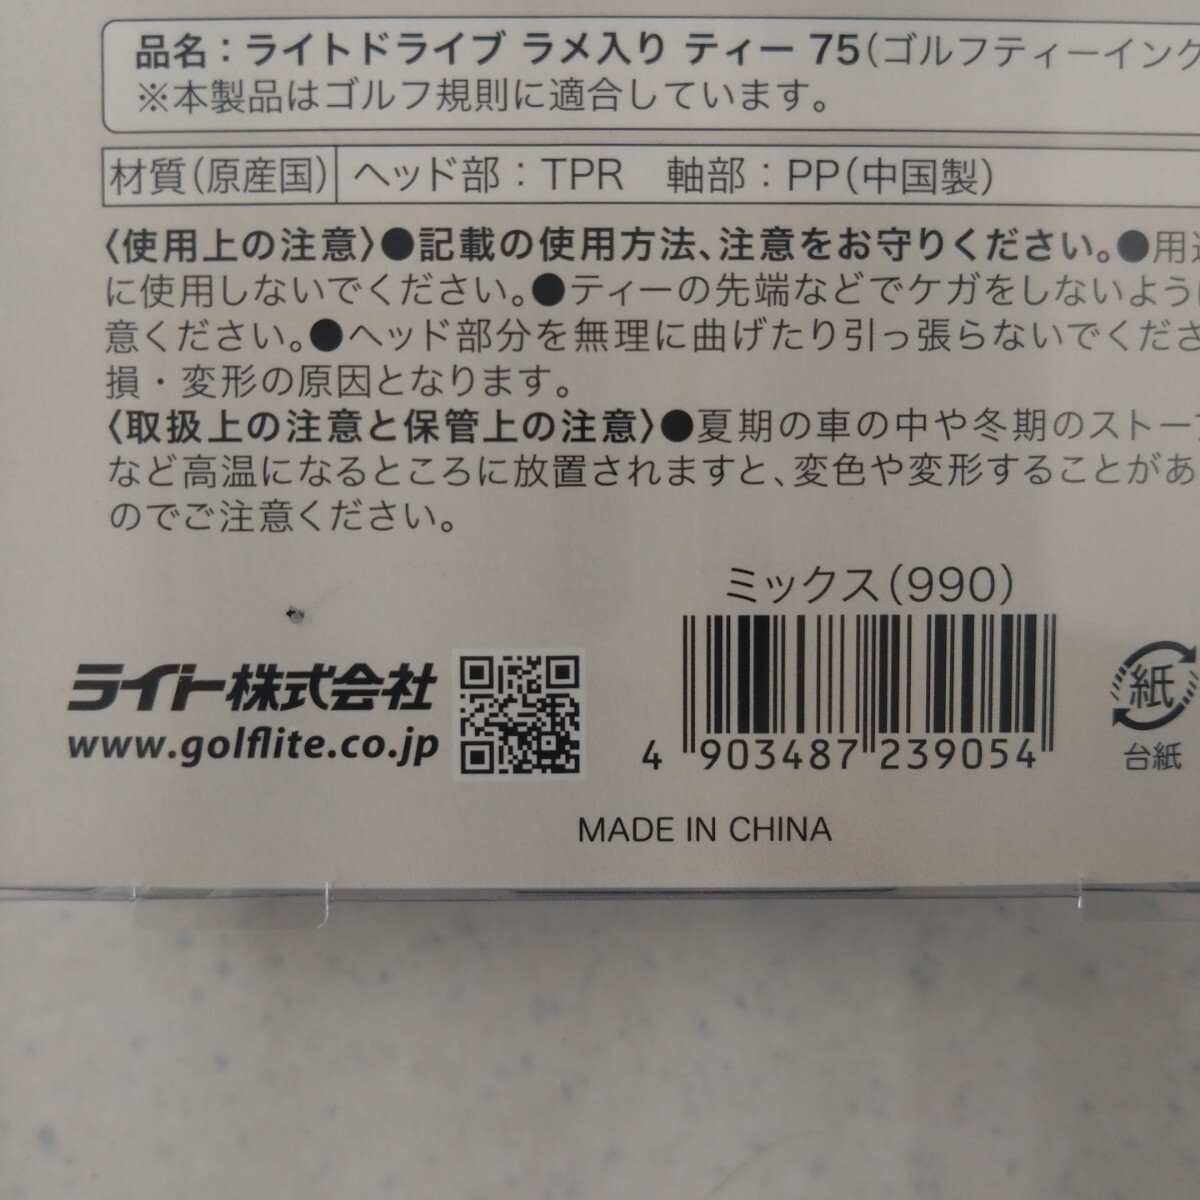 品名：ライトドライブ ラメ入り ティー 75(ゴルフティーイング
※本製品はゴルフ規則に適合しています。
材質(原産国) ヘッド部：TPR 軸部：PP(中国製)
〈使用上の注意〉●記載の使用方法、注意をお守りください。●用途
に使用しないでください。●ティーの先端などでケガをしないように
意ください。●ヘッド部分を無理に曲げたり引っ張らないでくださ
損・変形の原因となります。
〈取扱上の注意と保管上の注意〉●夏期の車の中や冬期のストー
など高温になるところに放置されますと、変色や変形することがあ
のでご注意ください。
ミックス(990)
ライト株式会社
www.golflite.co.jp
4 903487 239054
紙
台紙
MADE IN CHINA